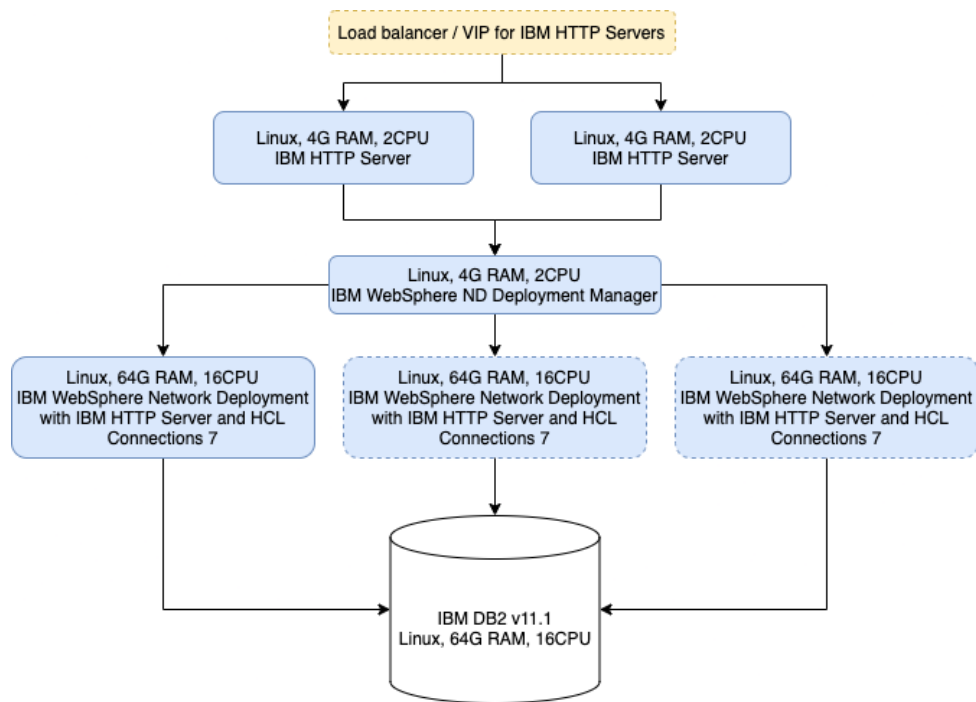 Load balancer / VIP for IBM HTTP Servers
Linux, 4G RAM, 2CPU
IBM HTTP Server
Linux, 4G RAM, 2CPU
IBM HTTP Server
Linux, 4G RAM, 2CPU
IBM WebSphere ND Deployment Manager
Linux, 64G RAM, 16CPU
IBM WebSphere Network Deployment
with IBM HTTP Server and HCL
Connections 7
Linux, 64G RAM, 16CPU
IBM WebSphere Network Deployment
with IBM HTTP Server and HCL
Connections 7
Linux, 64G RAM, 16CPU
IBM WebSphere Network Deployment
with IBM HTTP Server and HCL
Connections 7
IBM DB2 v11.1
Linux, 64G RAM, 16CPU